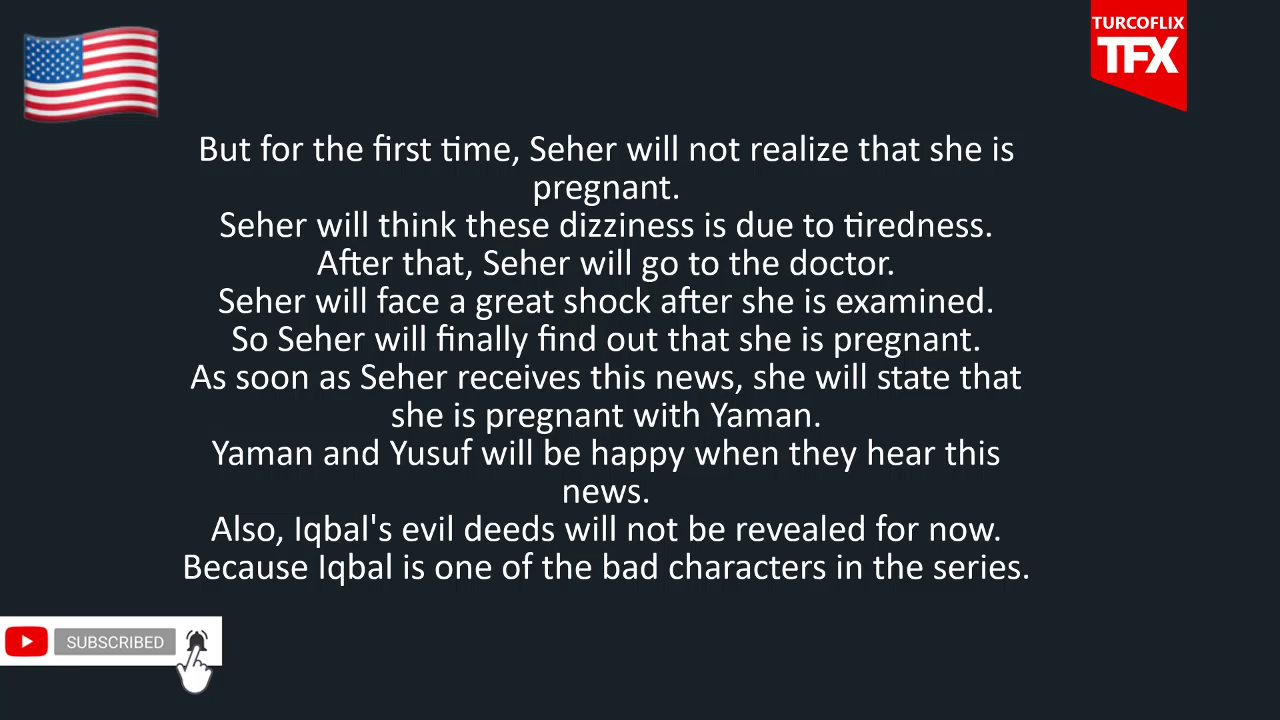 TURCOFLIX
TFX
But for the first time, Seher will not realize that she is
pregnant.
Seher will think these dizziness is due to tiredness.
After that, Seher will go to the doctor.
Seher will face a great shock after she is examined.
So Seher will finally find out that she is pregnant.
As soon as Seher receives this news, she will state that
she is pregnant with Yaman.
Yaman and Yusuf will be happy when they hear this
news.
Also, Iqbal's evil deeds will not be revealed for now.
Because Iqbal is one of the bad characters in the series.
SUBSCRIBED